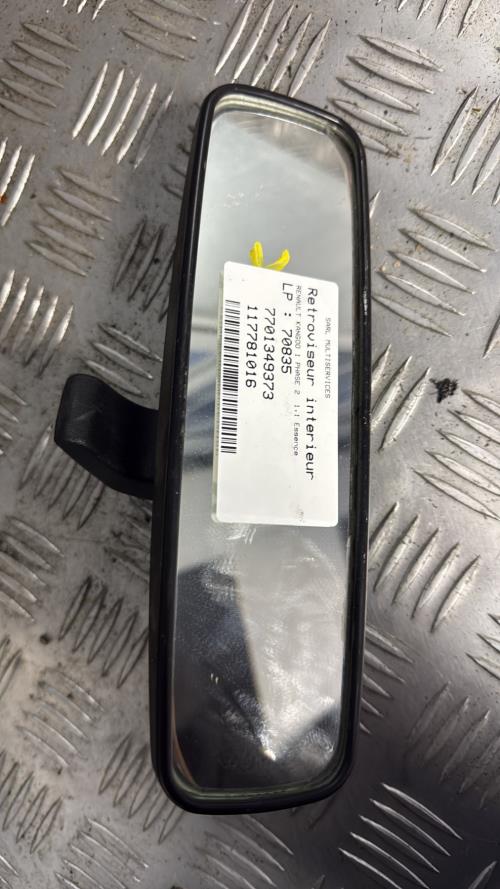 SARL MULTISERVICES
Retroviseur interieur
RENAULT KANGOO 1 PHASE 2 1.1 Essence
LP : 70835
7701349373
117781016